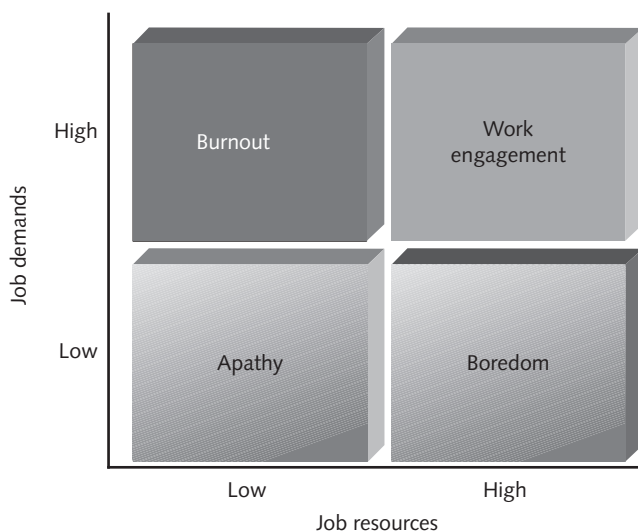 Job demands
High
Burnout
Work
engagement
Low
Apathy
Boredom
Low
High
Job resources